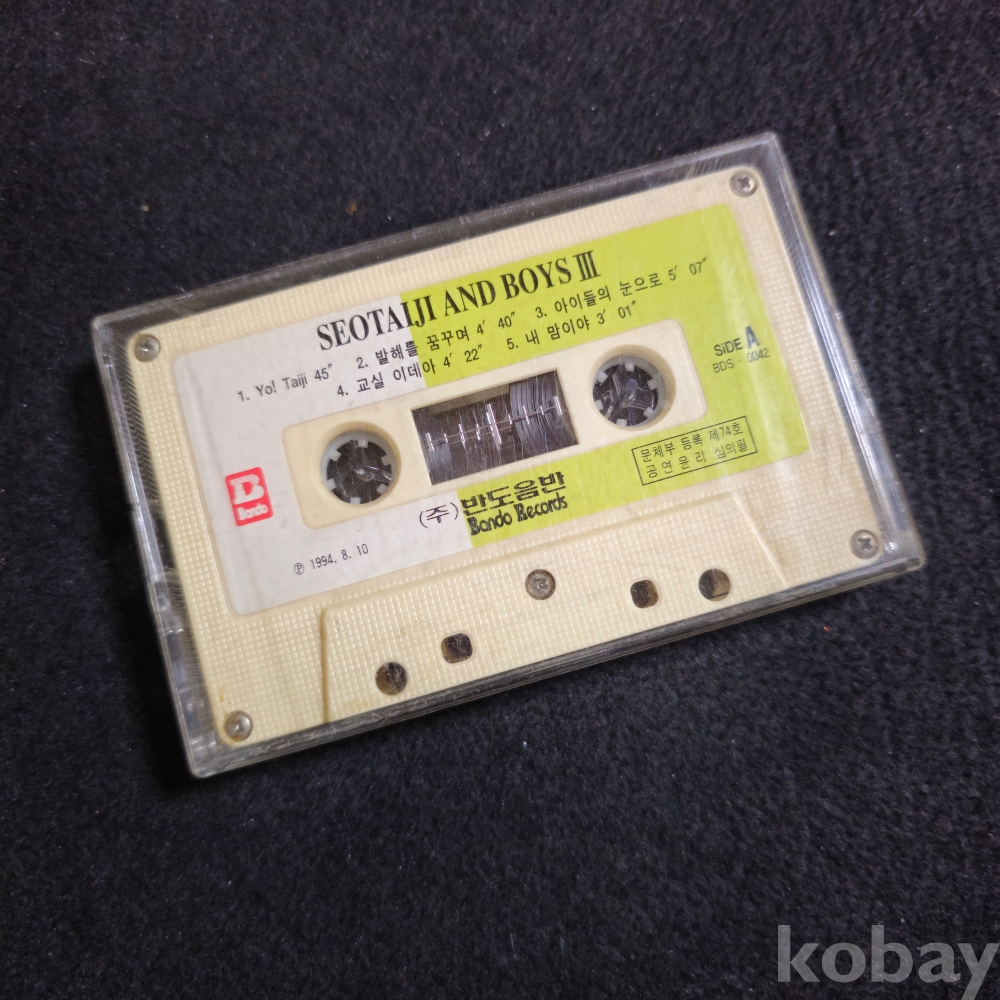 SEOTAIJI AND BOYS III
1. Yo! Taiji 45" 2. 발해를 꿈꾸며 4' 40" 3. 아이들의 눈으로 5' 07"
4. 교실 이데아 4' 22" 5. 내 맘이야 3' 01"
SiDE A
BDS - 0042
문제부 등록 제74호
공연윤리 심의필
B
Bando
(주)반도음반
Bando Records
℗ 1994. 8. 10
kobay